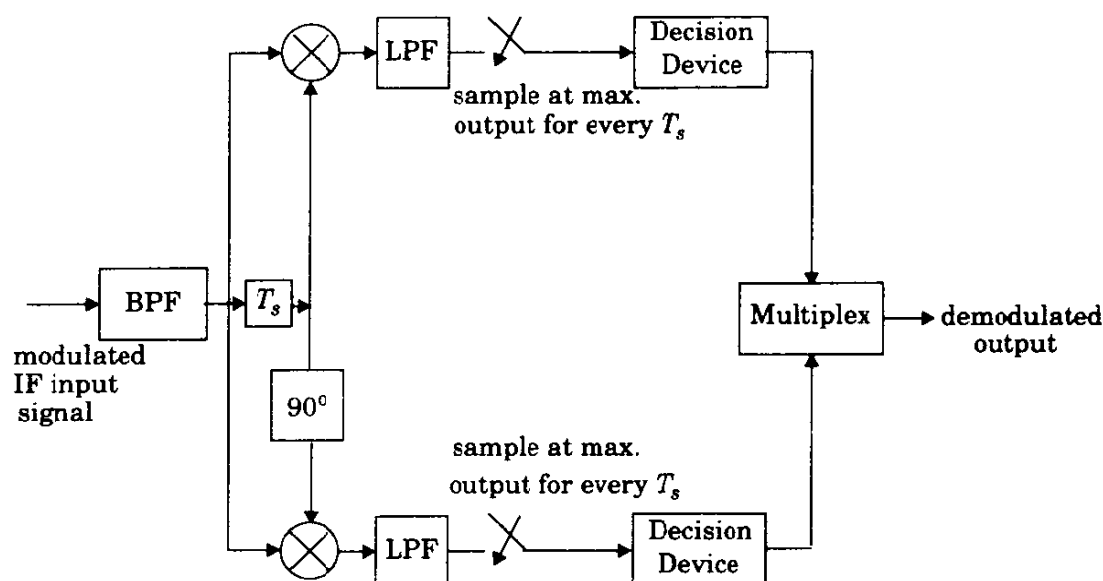 LPF
Decision
Device
sample at max.
output for every T_s
BPF
T_s
modulated
IF input
signal
90°
Multiplex
demodulated
output
sample at max.
output for every T_s
LPF
Decision
Device